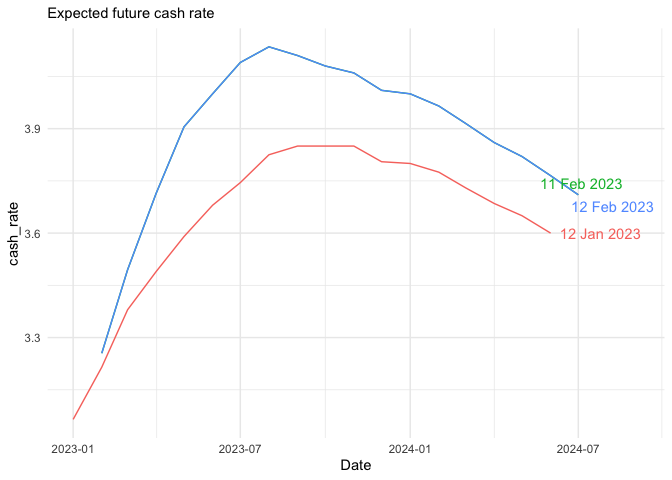 Expected future cash rate
cash_rate
3.9
3.6
3.3
11 Feb 2023
12 Feb 2023
12 Jan 2023
2023-01
2023-07
2024-01
2024-07
Date